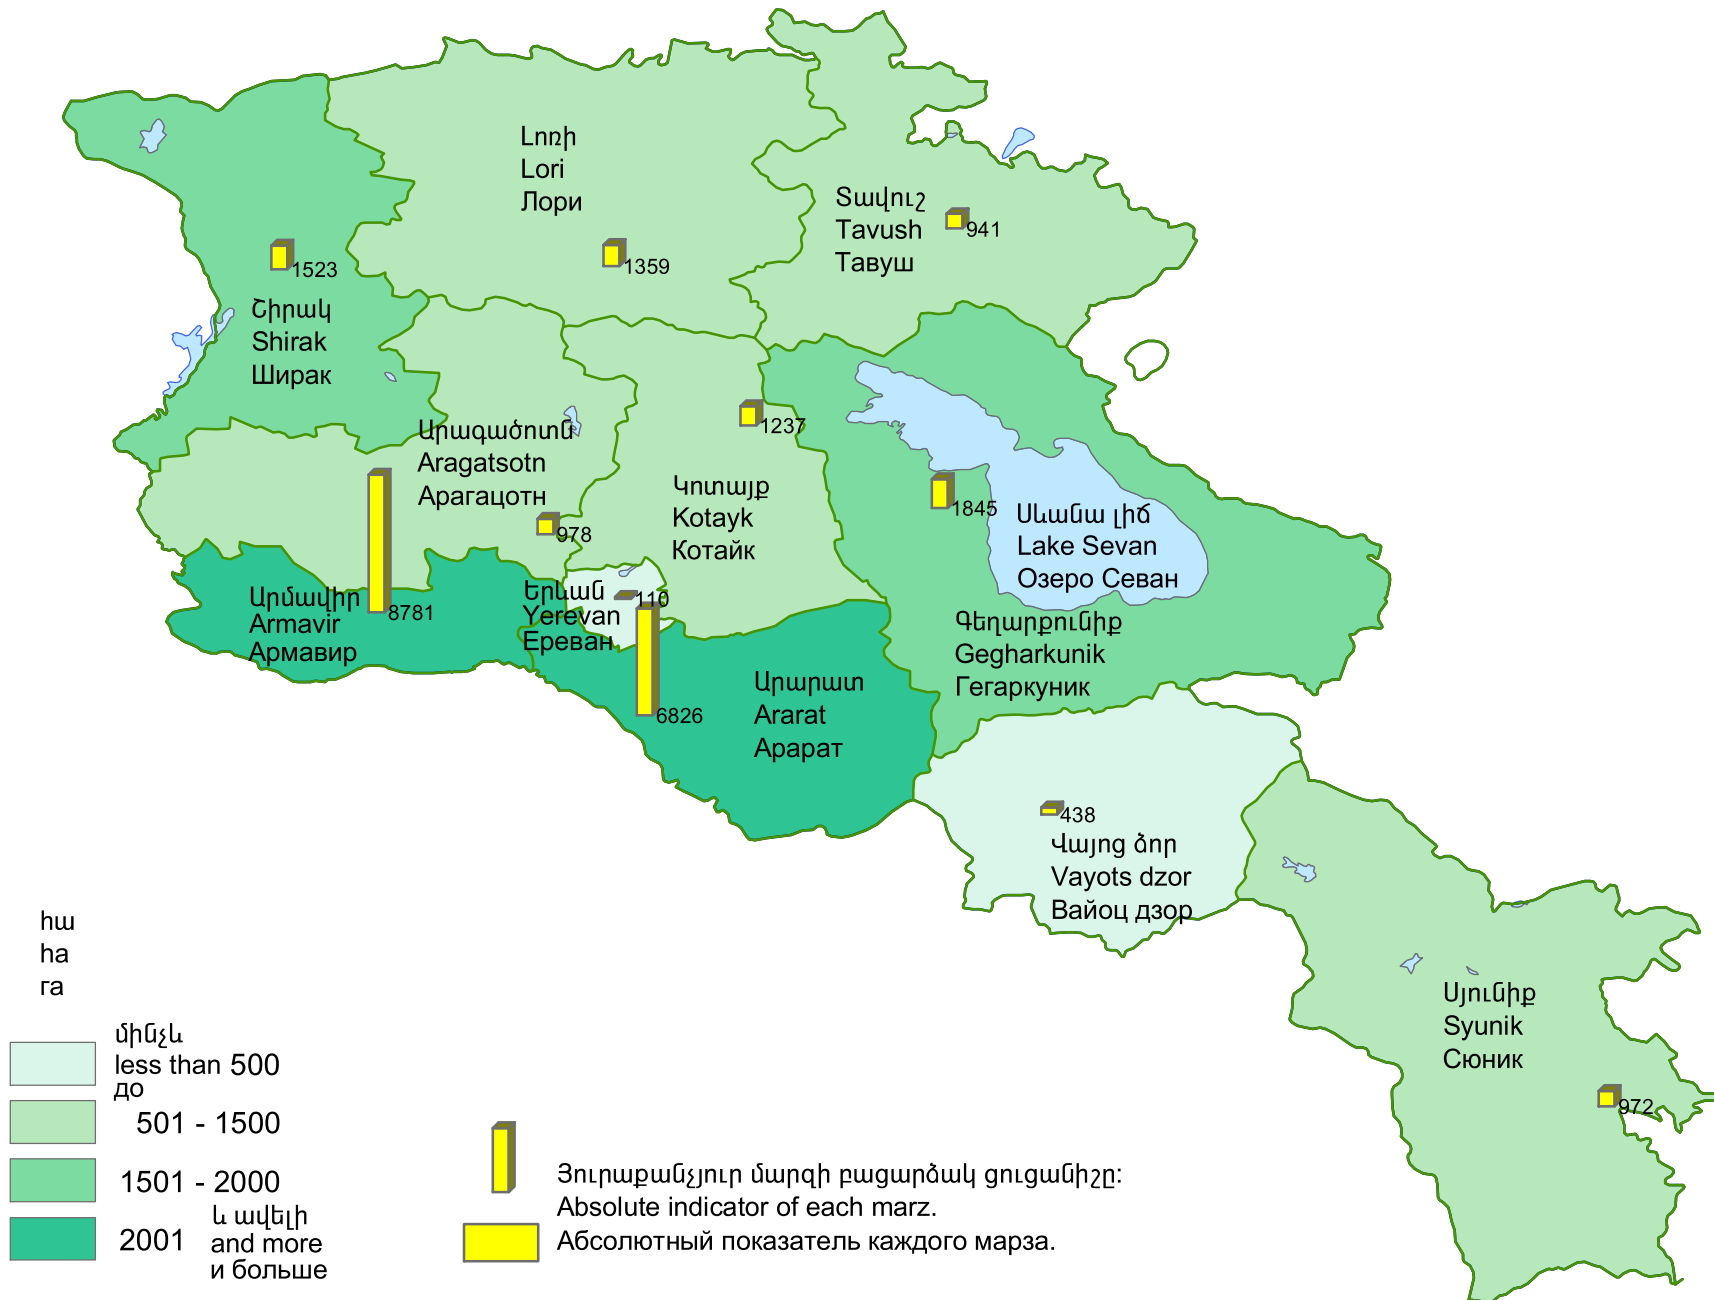 Լոռի
Lori
Лори
1359
Տավուշ
Tavush
Тавуш
941
1523
Շիրակ
Shirak
Ширак
Արագածոտն
Aragatsotn
Арагацотн
978
1237
Կոտայք
Kotayk
Котайк
1845
Սևանա լիճ
Lake Sevan
Озеро Севан
Գեղարքունիք
Gegharkunik
Гегаркуник
Արմավիր
Armavir
Армавир
8781
Երևան
Yerevan
Ереван
110
6826
Արարատ
Ararat
Арарат
438
Վայոց ձոր
Vayots dzor
Вайоц дзор
Սյունիք
Syunik
Сюник
972
հա
ha
га
մինչև
less than 500
до
501 - 1500
1501 - 2000
2001
և ավելի
and more
и больше
Յուրաքանչյուր մարզի բացարձակ ցուցանիշը:
Absolute indicator of each marz.
Абсолютный показатель каждого марза.